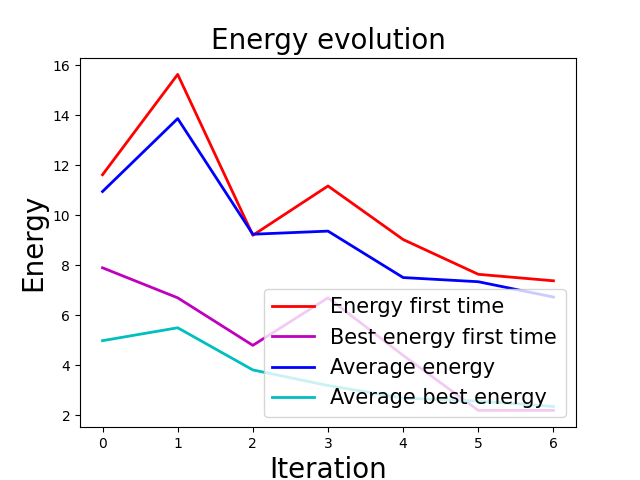 Energy evolution
16
14
12
10
8
6
4
2
Energy
Energy first time
Best energy first time
Average energy
Average best energy
0 1 2 3 4 5 6
Iteration